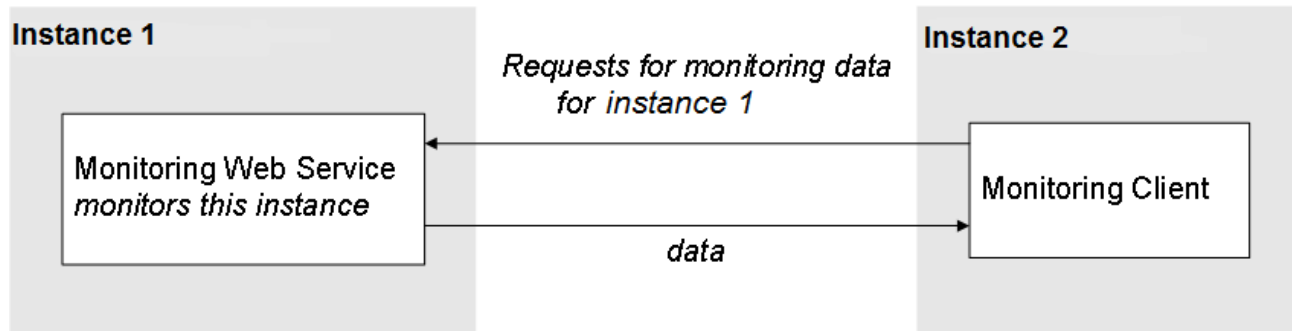 Instance 1
Instance 2
Requests for monitoring data
for instance 1
Monitoring Web Service
monitors this instance
Monitoring Client
data